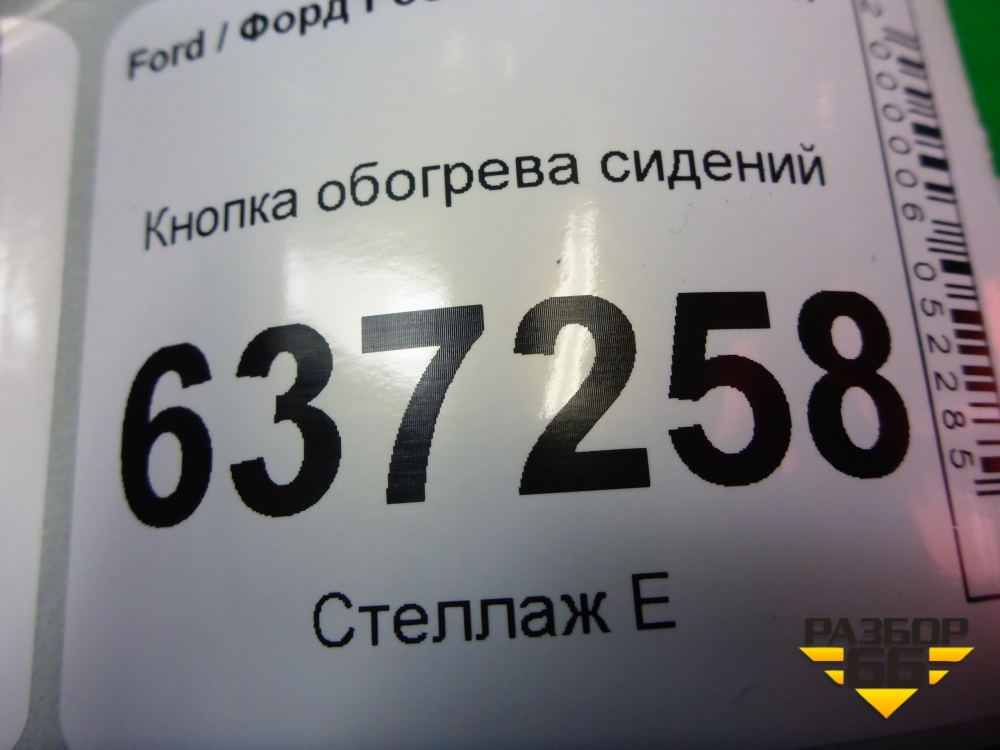 Ford / Форд
Кнопка обогрева сидений
637258
Стеллаж Е
2000006052285
РАЗБОР
66